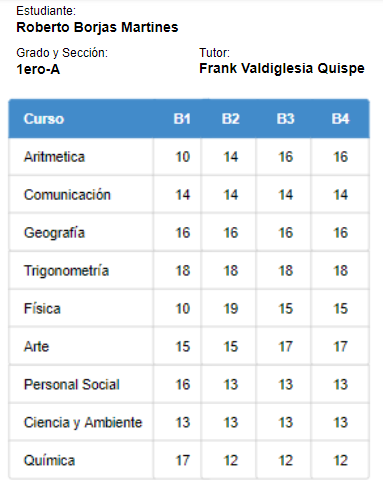 Estudiante:
Roberto Borjas Martines
Grado y Sección: Tutor:
1ero-A Frank Valdiglesia Quispe
Curso B1 B2 B3 B4
Aritmetica 10 14 16 16
Comunicación 14 14 14 14
Geografía 16 16 16 16
Trigonometría 18 18 18 18
Física 10 19 15 15
Arte 15 15 17 17
Personal Social 16 13 13 13
Ciencia y Ambiente 13 13 13 13
Química 17 12 12 12